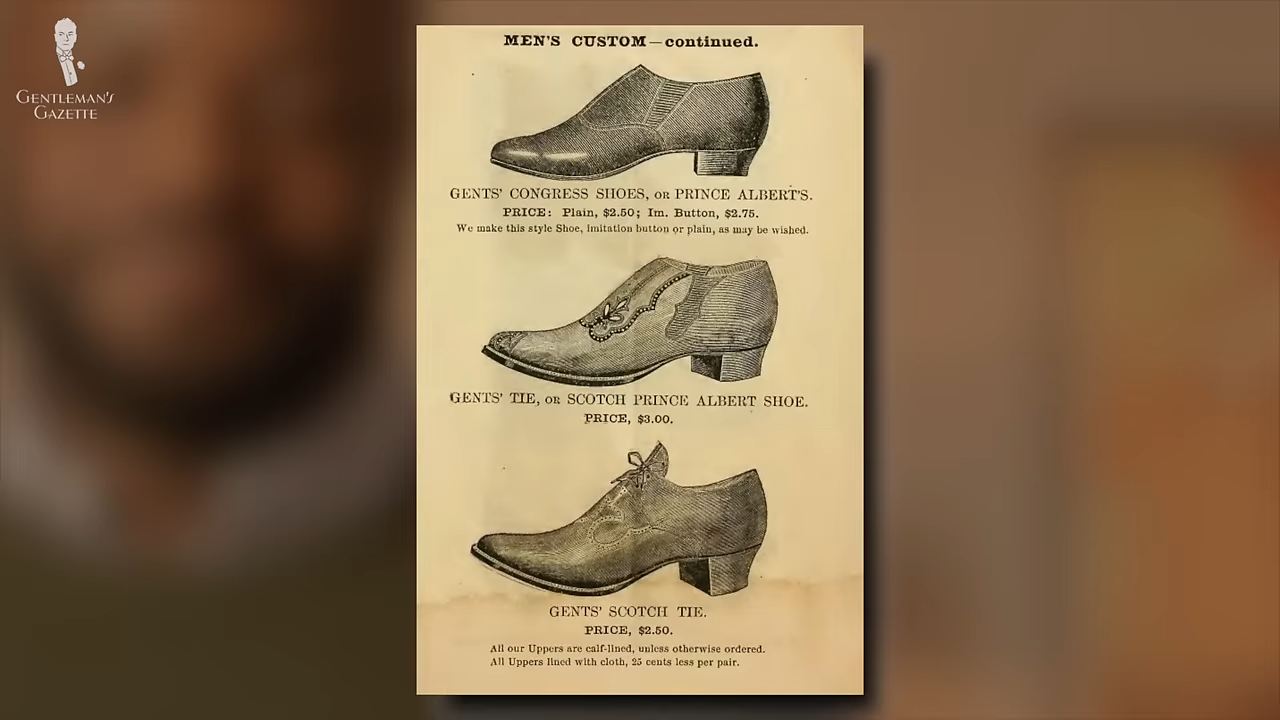 GENTLEMAN'S
GAZETTE
MEN'S CUSTOM—continued.
GENTS' CONGRESS SHOES, OR PRINCE ALBERT'S.
PRICE: Plain, $2.50; Im. Button, $2.75.
We make this style Shoe, imitation button or plain, as may be wished.
GENTS' TIE, OR SCOTCH PRINCE ALBERT SHOE.
PRICE, $3.00.
GENTS' SCOTCH TIE.
PRICE, $2.50.
All our Uppers are calf-lined, unless otherwise ordered.
All Uppers lined with cloth, 25 cents less per pair.